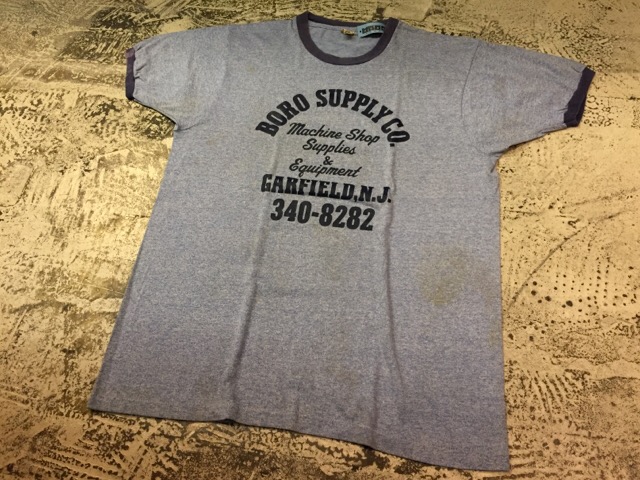 BORO SUPPLY CO.
Machine Shop
Supplies
&
Equipment
GARFIELD, N.J.
340-8282